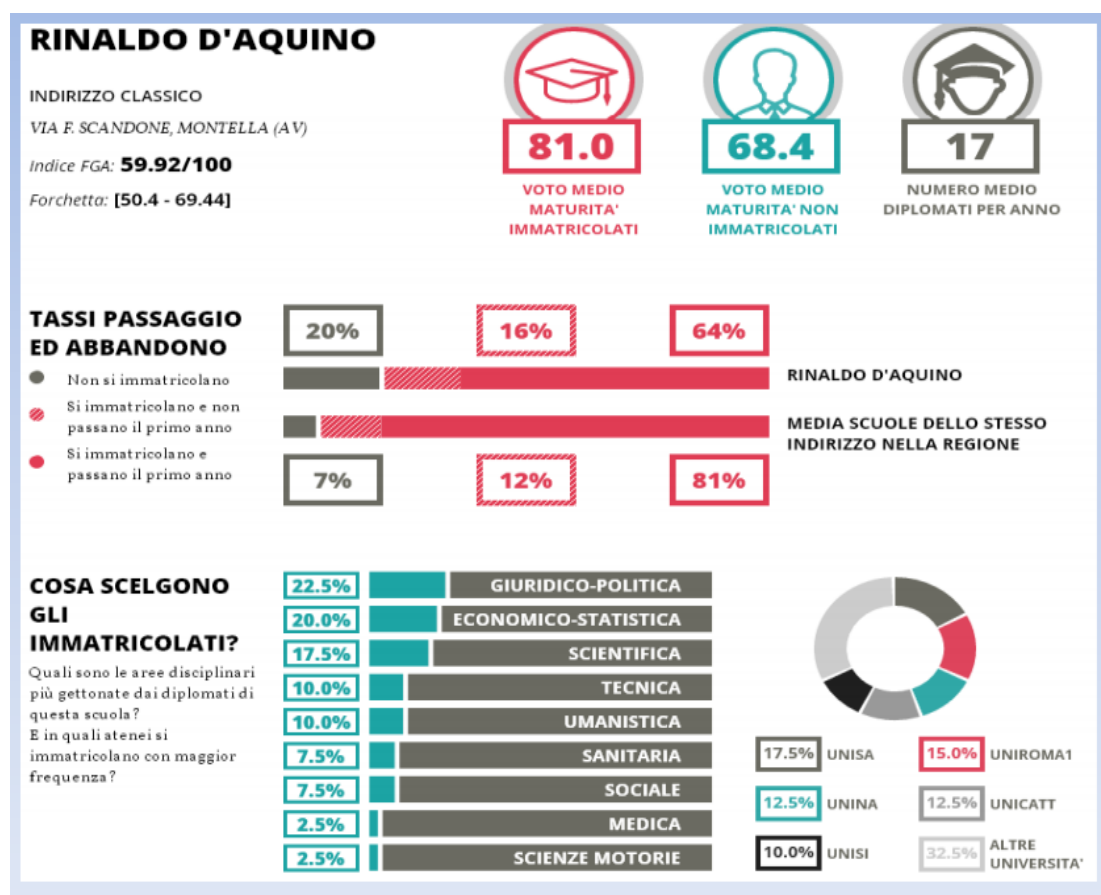 RINALDO D'AQUINO
INDIRIZZO CLASSICO
VIA F. SCANDONE, MONTELLA (AV)
Indice FGA: 59.92/100
Forchetta: [50.4 - 69.44]
81.0
VOTO MEDIO
MATURITA'
IMMATRICOLATI
68.4
VOTO MEDIO
MATURITA' NON
IMMATRICOLATI
17
NUMERO MEDIO
DIPLOMATI PER ANNO
TASSI PASSAGGIO
ED ABBANDONO
Non si immatricolano
Si immatricolano e non
passano il primo anno
Si immatricolano e
passano il primo anno
20%
16%
64%
RINALDO D'AQUINO
MEDIA SCUOLE DELLO STESSO
INDIRIZZO NELLA REGIONE
7%
12%
81%
COSA SCELGONO
GLI
IMMATRICOLATI?
Quali sono le aree disciplinari
più gettonate dai diplomati di
questa scuola?
E in quali atenei si
immatricolano con maggior
frequenza?
22.5% GIURIDICO-POLITICA
20.0% ECONOMICO-STATISTICA
17.5% SCIENTIFICA
10.0% TECNICA
10.0% UMANISTICA
7.5% SANITARIA
7.5% SOCIALE
2.5% MEDICA
2.5% SCIENZE MOTORIE
17.5% UNISA
15.0% UNIROMA1
12.5% UNINA
12.5% UNICATT
10.0% UNISI
32.5% ALTRE
UNIVERSITA'